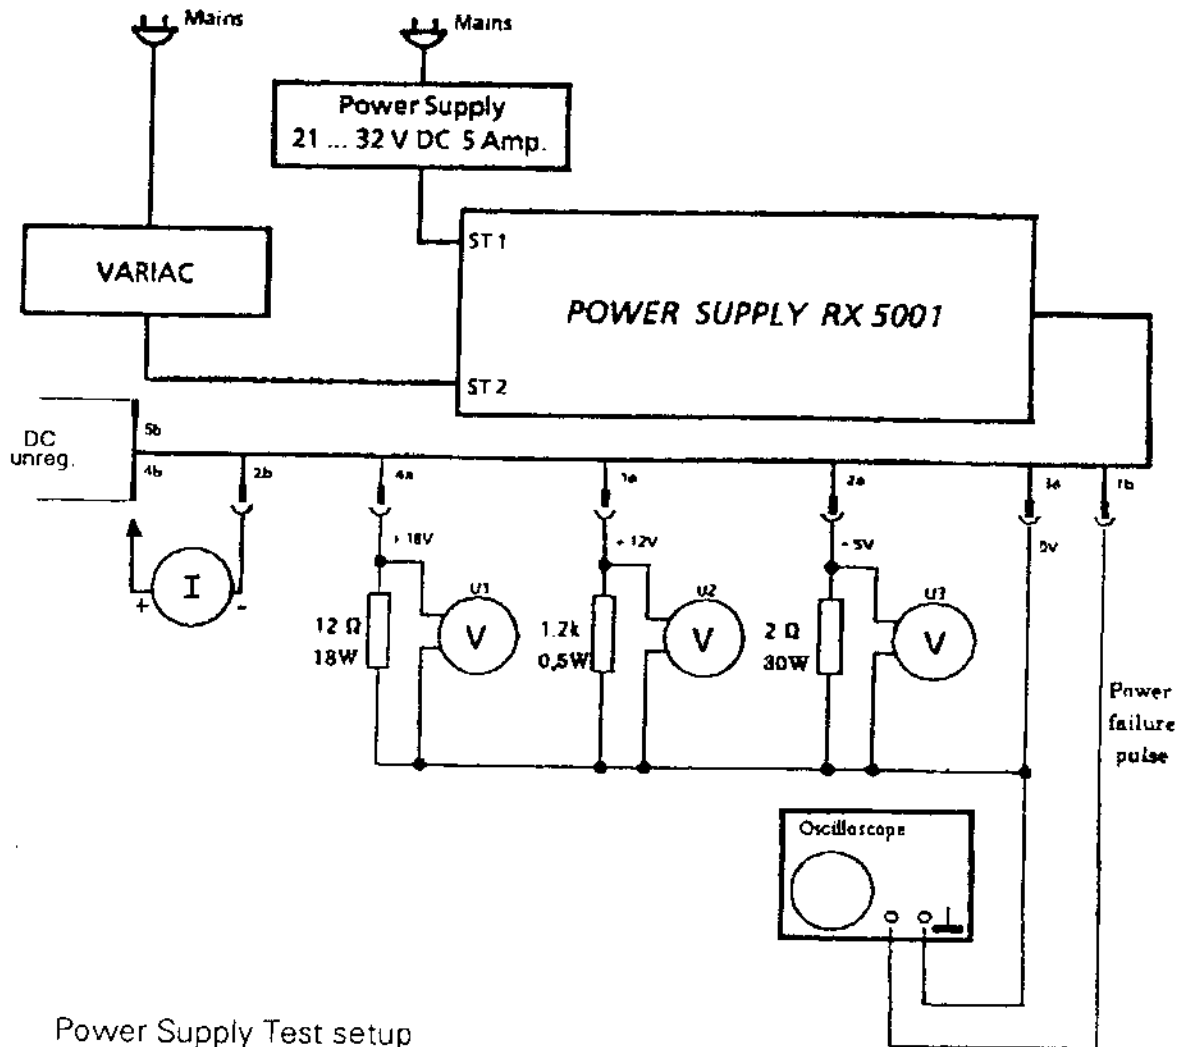 Mains
Mains
Power Supply
21 ... 32 V DC 5 Amp.
VARIAC
ST 1
POWER SUPPLY RX 5001
ST 2
DC
unreg.
5b
4b
2b
4a
1a
2a
3a
1b
+ 18V
+ 12V
0V
I
+
-
U1
U2
U3
12 Ω
18W
V
1.2k
0,5W
V
2 Ω
V
Power
failure
pulse
Oscilloscope
Power Supply Test setup